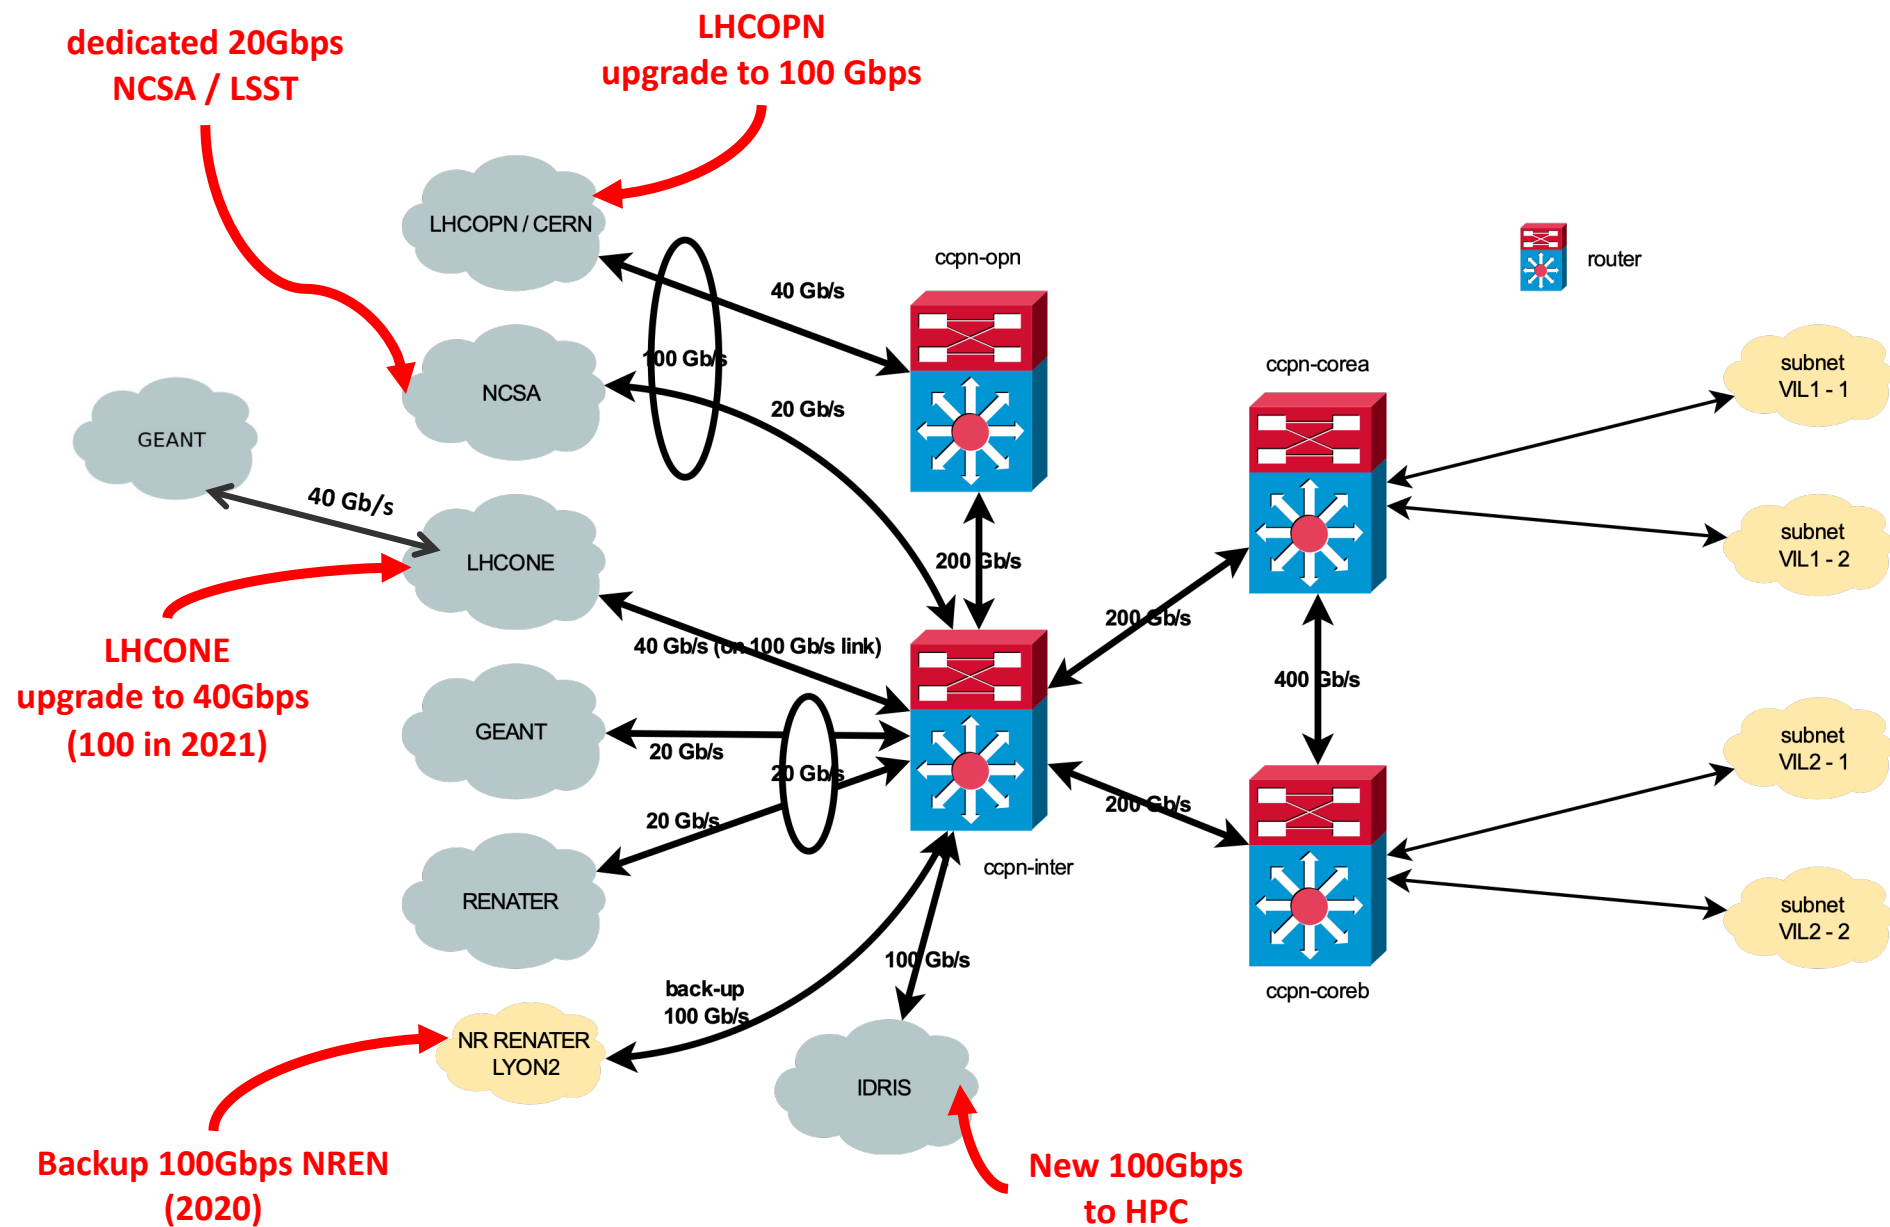 dedicated 20Gbps
NCSA / LSST
LHCOPN
upgrade to 100 Gbps
LHCOPN / CERN
ccpn-opn
router
40 Gb/s
100 Gb/s
ccpn-corea
subnet
VIL1 - 1
NCSA
20 Gb/s
GEANT
40 Gb/s
subnet
VIL1 - 2
LHCONE
200 Gb/s
200 Gb/s
LHCONE
upgrade to 40Gbps
(100 in 2021)
40 Gb/s (on 100 Gb/s link)
400 Gb/s
GEANT
20 Gb/s
20 Gb/s
subnet
VIL2 - 1
20 Gb/s
200 Gb/s
ccpn-inter
RENATER
subnet
VIL2 - 2
100 Gb/s
ccpn-coreb
back-up
100 Gb/s
NR RENATER
LYON2
IDRIS
Backup 100Gbps NREN
(2020)
New 100Gbps
to HPC